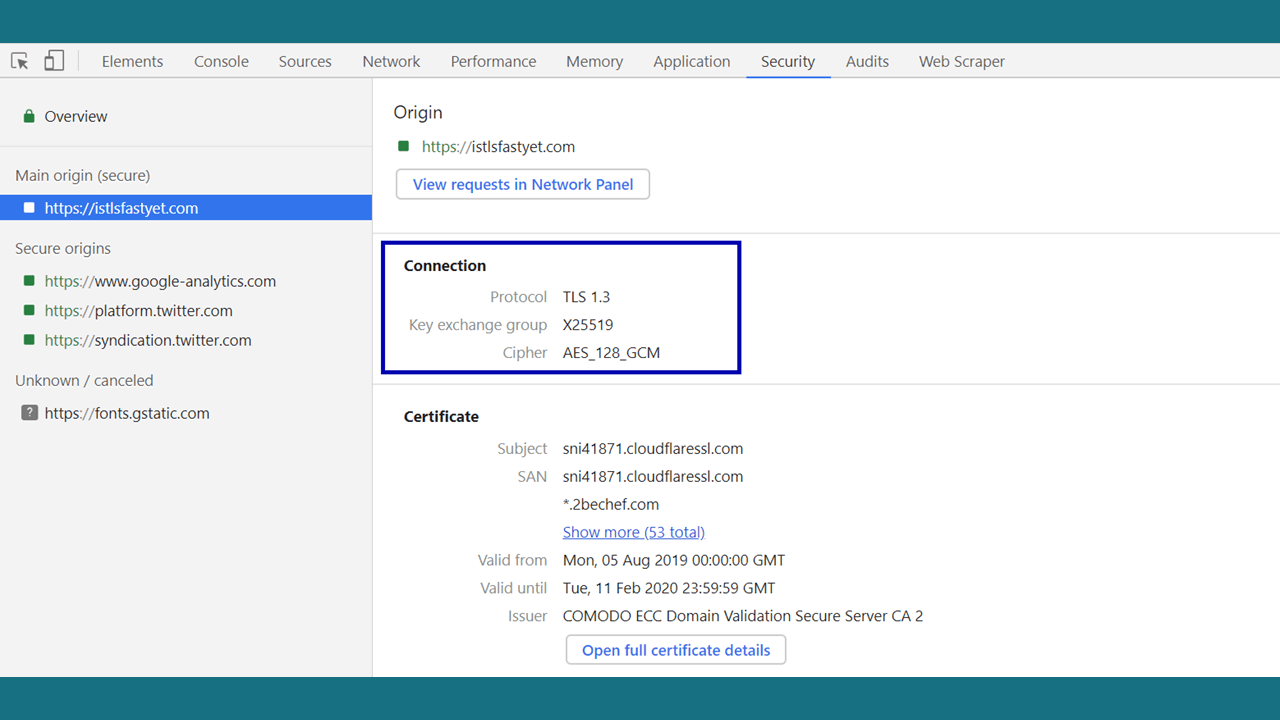 Elements Console Sources Network Performance Memory Application Security Audits Web Scraper
Overview
Main origin (secure)
https://istlsfastyet.com
Secure origins
https://www.google-analytics.com
https://platform.twitter.com
https://syndication.twitter.com
Unknown / canceled
? https://fonts.gstatic.com
Origin
https://istlsfastyet.com
View requests in Network Panel
Connection
Protocol TLS 1.3
Key exchange group X25519
Cipher AES_128_GCM
Certificate
Subject sni41871.cloudflaressl.com
SAN sni41871.cloudflaressl.com
*.2bechef.com
Show more (53 total)
Valid from Mon, 05 Aug 2019 00:00:00 GMT
Valid until Tue, 11 Feb 2020 23:59:59 GMT
Issuer COMODO ECC Domain Validation Secure Server CA 2
Open full certificate details